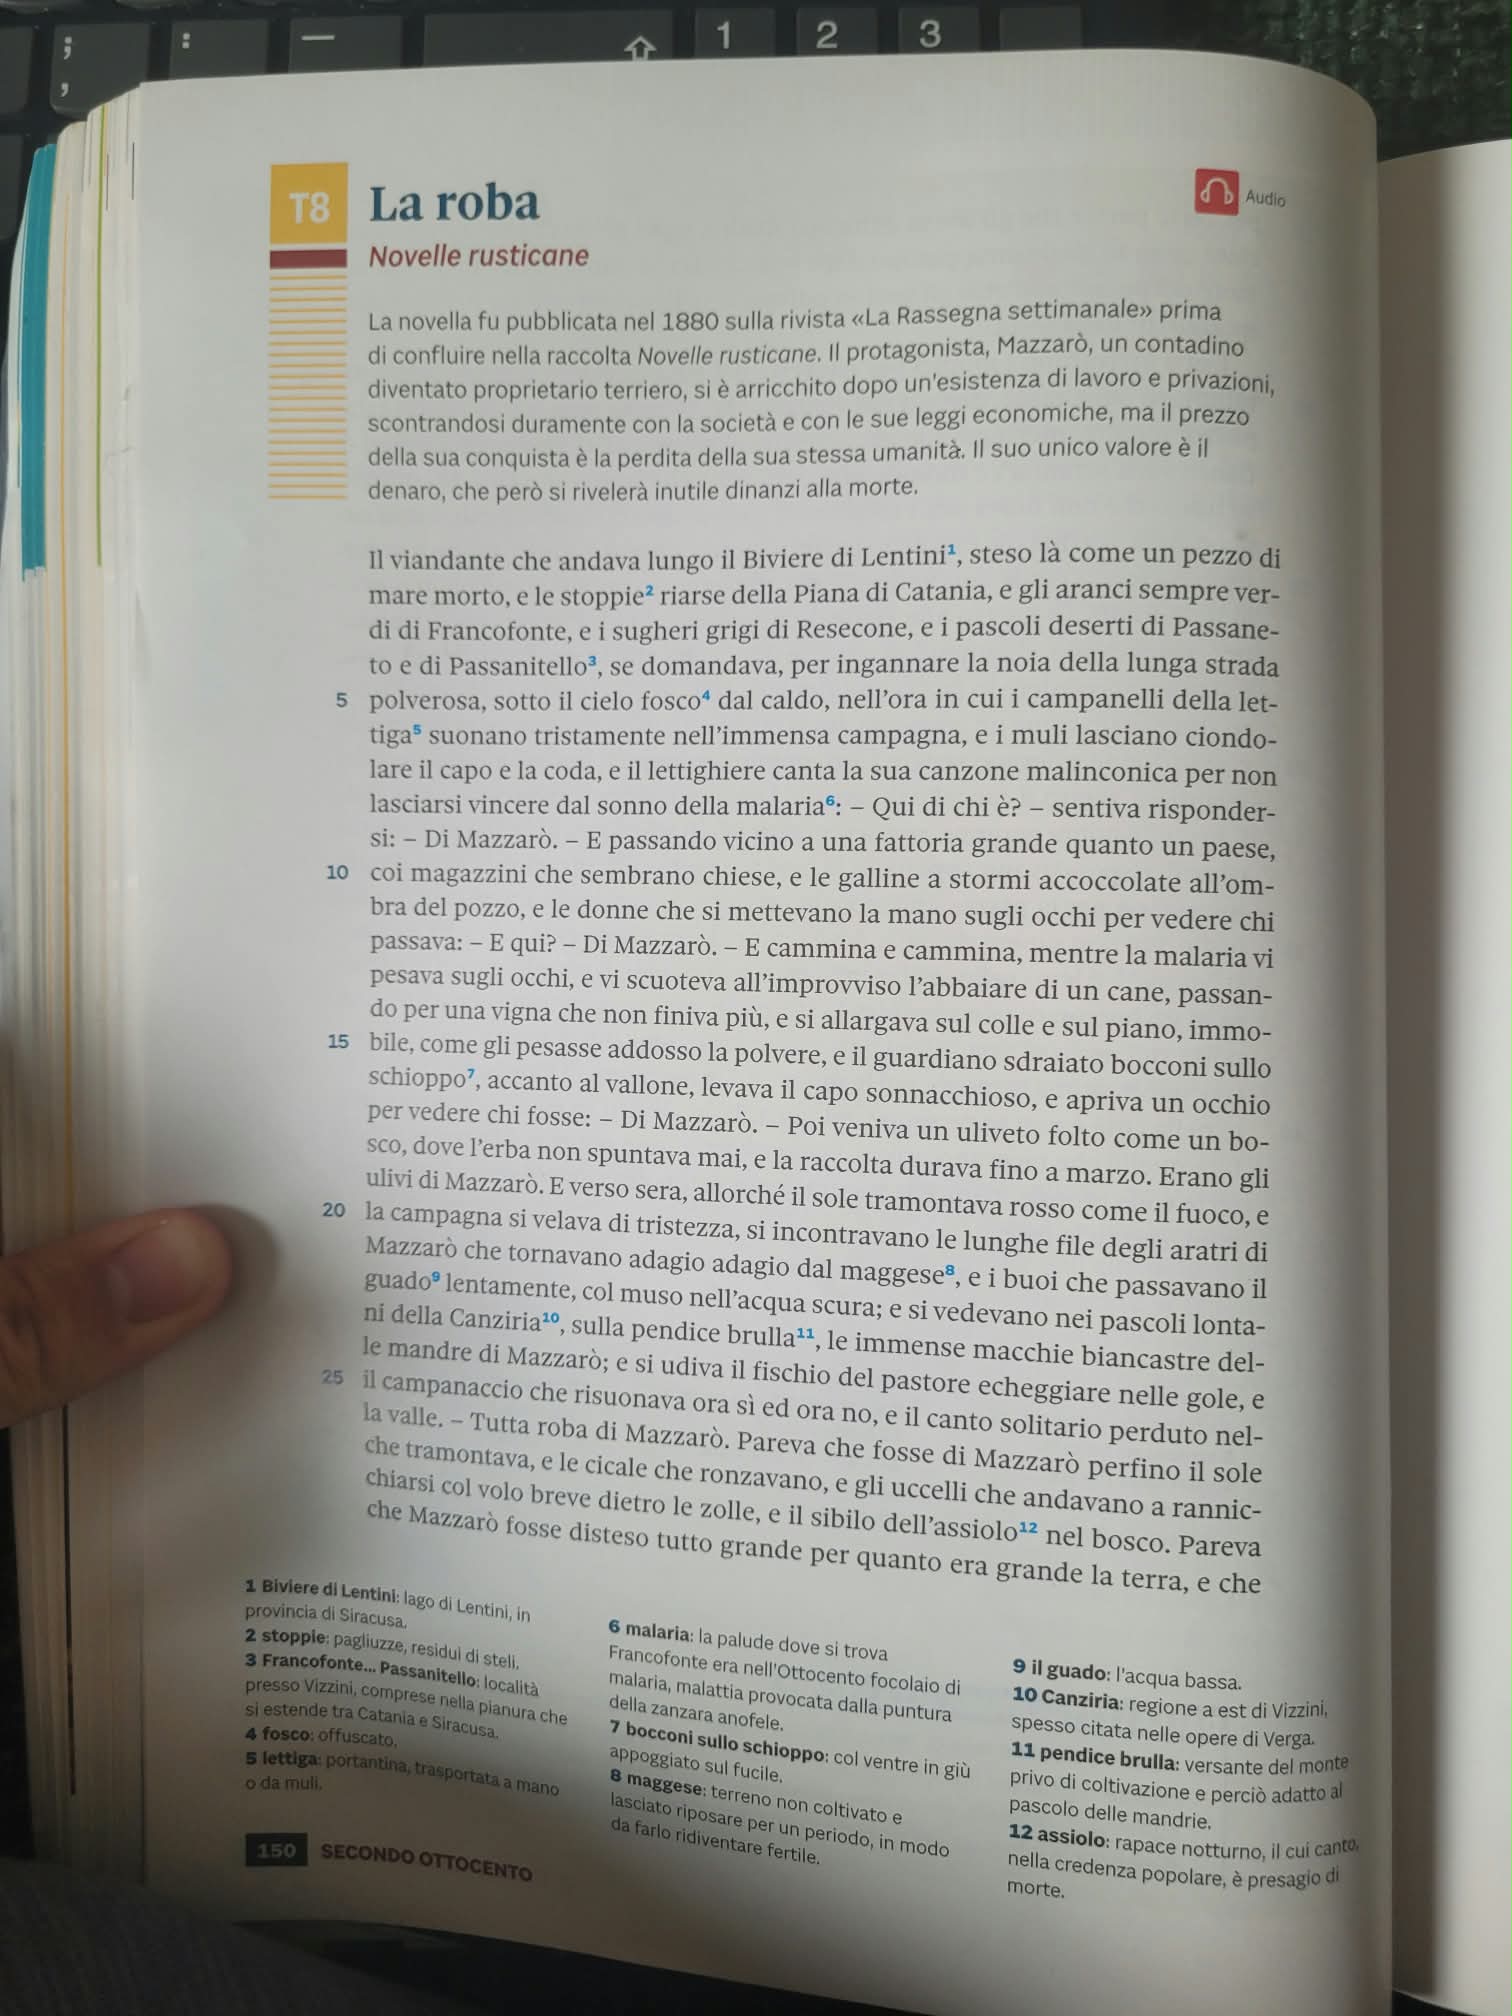 ; : — 1 2 3
,
T8 La roba
Audio
Novelle rusticane
La novella fu pubblicata nel 1880 sulla rivista «La Rassegna settimanale» prima
di confluire nella raccolta Novelle rusticane. Il protagonista, Mazzarò, un contadino
diventato proprietario terriero, si è arricchito dopo un'esistenza di lavoro e privazioni,
scontrandosi duramente con la società e con le sue leggi economiche, ma il prezzo
della sua conquista è la perdita della sua stessa umanità. Il suo unico valore è il
denaro, che però si rivelerà inutile dinanzi alla morte.
Il viandante che andava lungo il Biviere di Lentini¹, steso là come un pezzo di
mare morto, e le stoppie² riarse della Piana di Catania, e gli aranci sempre ver-
di di Francofonte, e i sugheri grigi di Resecone, e i pascoli deserti di Passane-
to e di Passanitello³, se domandava, per ingannare la noia della lunga strada
5 polverosa, sotto il cielo fosco⁴ dal caldo, nell'ora in cui i campanelli della let-
tiga⁵ suonano tristamente nell'immensa campagna, e i muli lasciano ciondo-
lare il capo e la coda, e il lettighiere canta la sua canzone malinconica per non
lasciarsi vincere dal sonno della malaria⁶: – Qui di chi è? – sentiva risponder-
si: – Di Mazzarò. – E passando vicino a una fattoria grande quanto un paese,
10 coi magazzini che sembrano chiese, e le galline a stormi accoccolate all'om-
bra del pozzo, e le donne che si mettevano la mano sugli occhi per vedere chi
passava: – E qui? – Di Mazzarò. – E cammina e cammina, mentre la malaria vi
pesava sugli occhi, e vi scuoteva all'improvviso l'abbaiare di un cane, passan-
do per una vigna che non finiva più, e si allargava sul colle e sul piano, immo-
15 bile, come gli pesasse addosso la polvere, e il guardiano sdraiato bocconi sullo
schioppo⁷, accanto al vallone, levava il capo sonnacchioso, e apriva un occhio
per vedere chi fosse: – Di Mazzarò. – Poi veniva un uliveto folto come un bo-
sco, dove l'erba non spuntava mai, e la raccolta durava fino a marzo. Erano gli
ulivi di Mazzarò. E verso sera, allorché il sole tramontava rosso come il fuoco, e
20 la campagna si velava di tristezza, si incontravano le lunghe file degli aratri di
Mazzarò che tornavano adagio adagio dal maggese⁸, e i buoi che passavano il
guado⁹ lentamente, col muso nell'acqua scura; e si vedevano nei pascoli lonta-
ni della Canziria¹⁰, sulla pendice brulla¹¹, le immense macchie biancastre del-
le mandre di Mazzarò; e si udiva il fischio del pastore echeggiare nelle gole, e
25 il campanaccio che risuonava ora sì ed ora no, e il canto solitario perduto nel-
la valle. – Tutta roba di Mazzarò. Pareva che fosse di Mazzarò perfino il sole
che tramontava, e le cicale che ronzavano, e gli uccelli che andavano a rannic-
chiarsi col volo breve dietro le zolle, e il sibilo dell'assiolo¹² nel bosco. Pareva
che Mazzarò fosse disteso tutto grande per quanto era grande la terra, e che
1 Biviere di Lentini: lago di Lentini, in
provincia di Siracusa.
2 stoppie: pagliuzze, residui di steli.
3 Francofonte... Passanitello: località
presso Vizzini, comprese nella pianura che
si estende tra Catania e Siracusa.
4 fosco: offuscato.
5 lettiga: portantina, trasportata a mano
o da muli.
6 malaria: la palude dove si trova
Francofonte era nell'Ottocento focolaio di
malaria, malattia provocata dalla puntura
della zanzara anofele.
7 bocconi sullo schioppo: col ventre in giù
appoggiato sul fucile.
8 maggese: terreno non coltivato e
lasciato riposare per un periodo, in modo
da farlo ridiventare fertile.
9 il guado: l'acqua bassa.
10 Canziria: regione a est di Vizzini,
spesso citata nelle opere di Verga.
11 pendice brulla: versante del monte
privo di coltivazione e perciò adatto al
pascolo delle mandrie.
12 assiolo: rapace notturno, il cui canto,
nella credenza popolare, è presagio di
morte.
150 SECONDO OTTOCENTO